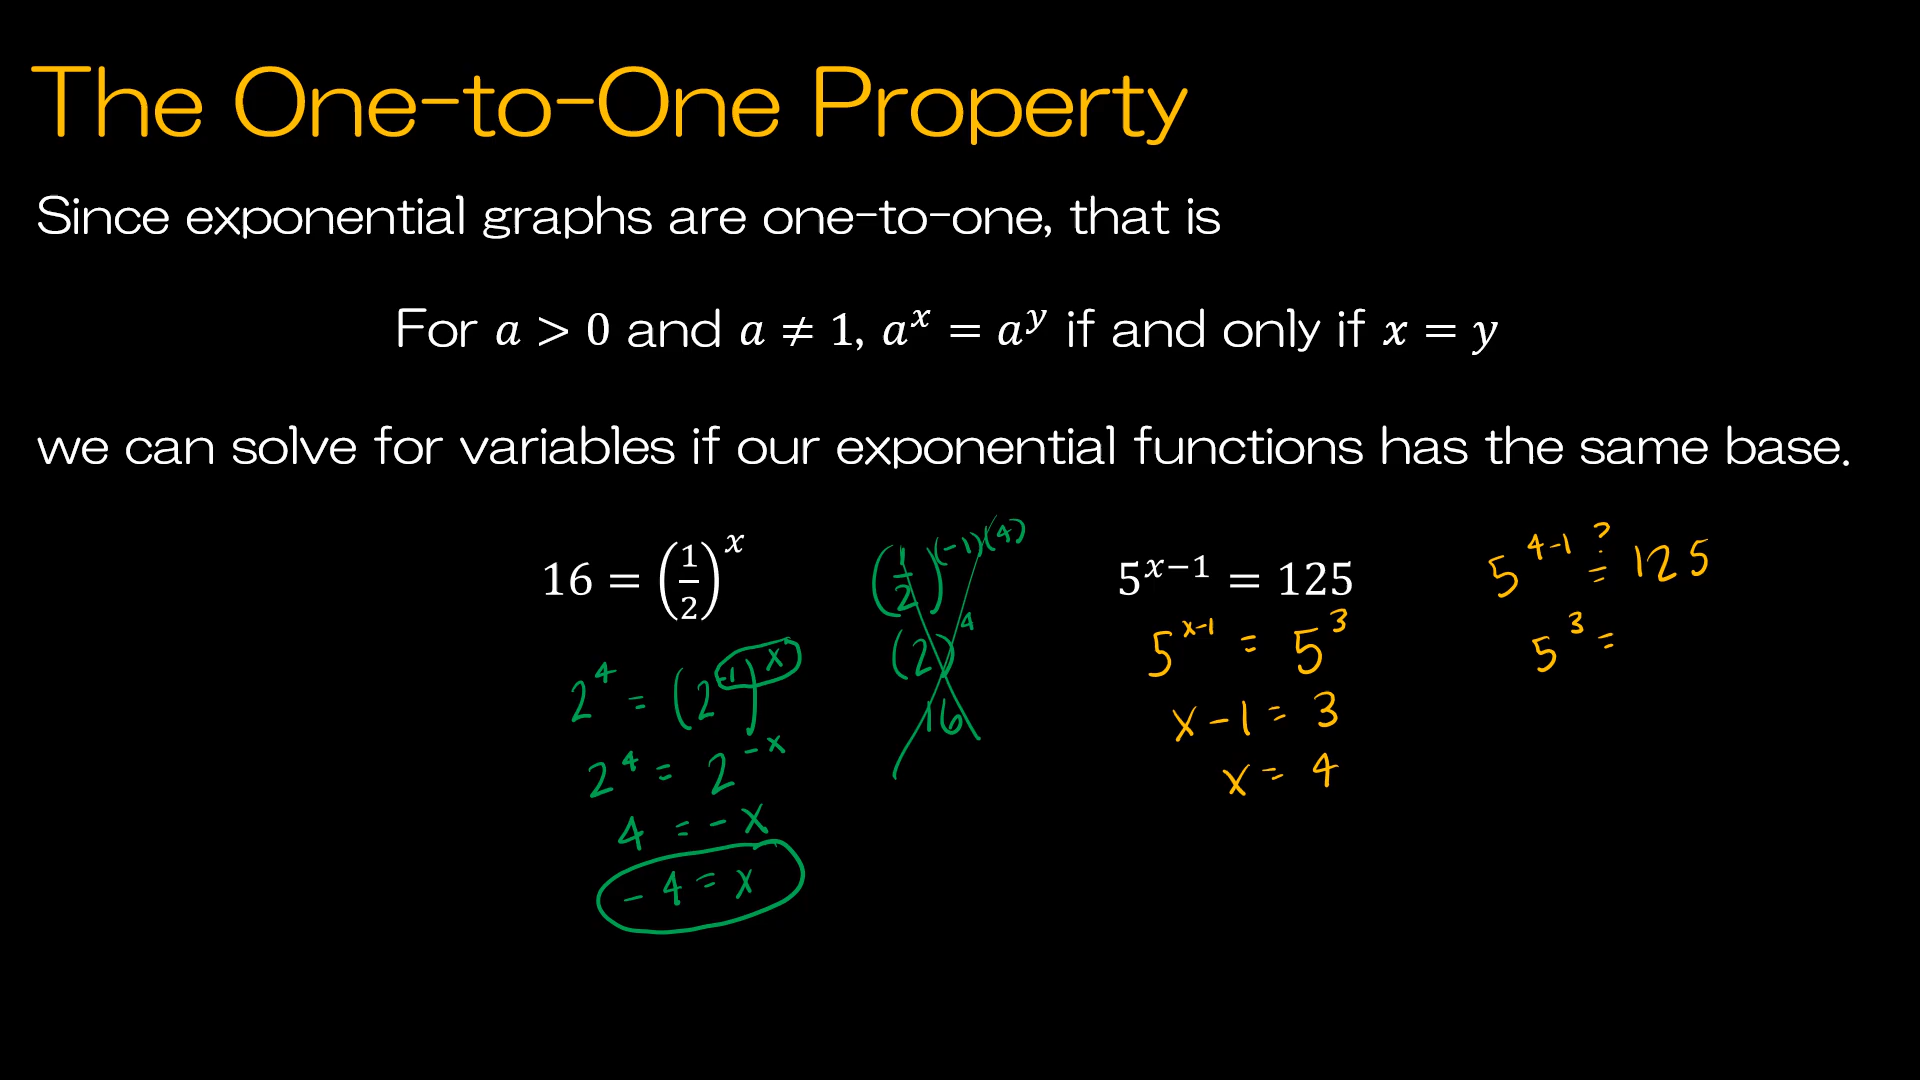 The One-to-One Property
Since exponential graphs are one-to-one, that is
For a > 0 and a ≠ 1, a^x = a^y if and only if x = y
we can solve for variables if our exponential functions has the same base.
16 = (1/2)^x
2^4 = (2^-1)^x
2^4 = 2^-x
4 = -x
-4 = x
(1/2)^(-1)(4)
(2)^4
16
5^x−1 = 125
5^x-1 = 5^3
x-1 = 3
x = 4
5^4-1 ?= 125
5^3 =